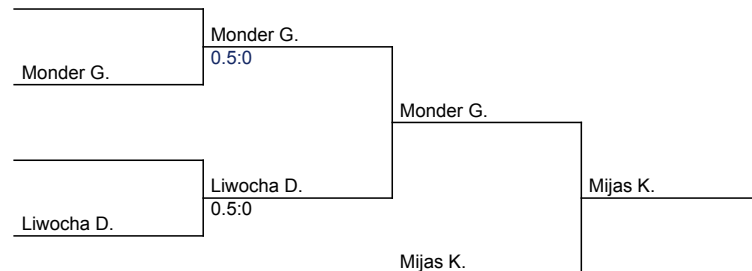 Monder G.
0.5:0
Monder G.
Monder G.
Liwocha D.
Mijas K.
0.5:0
Liwocha D.
Mijas K.